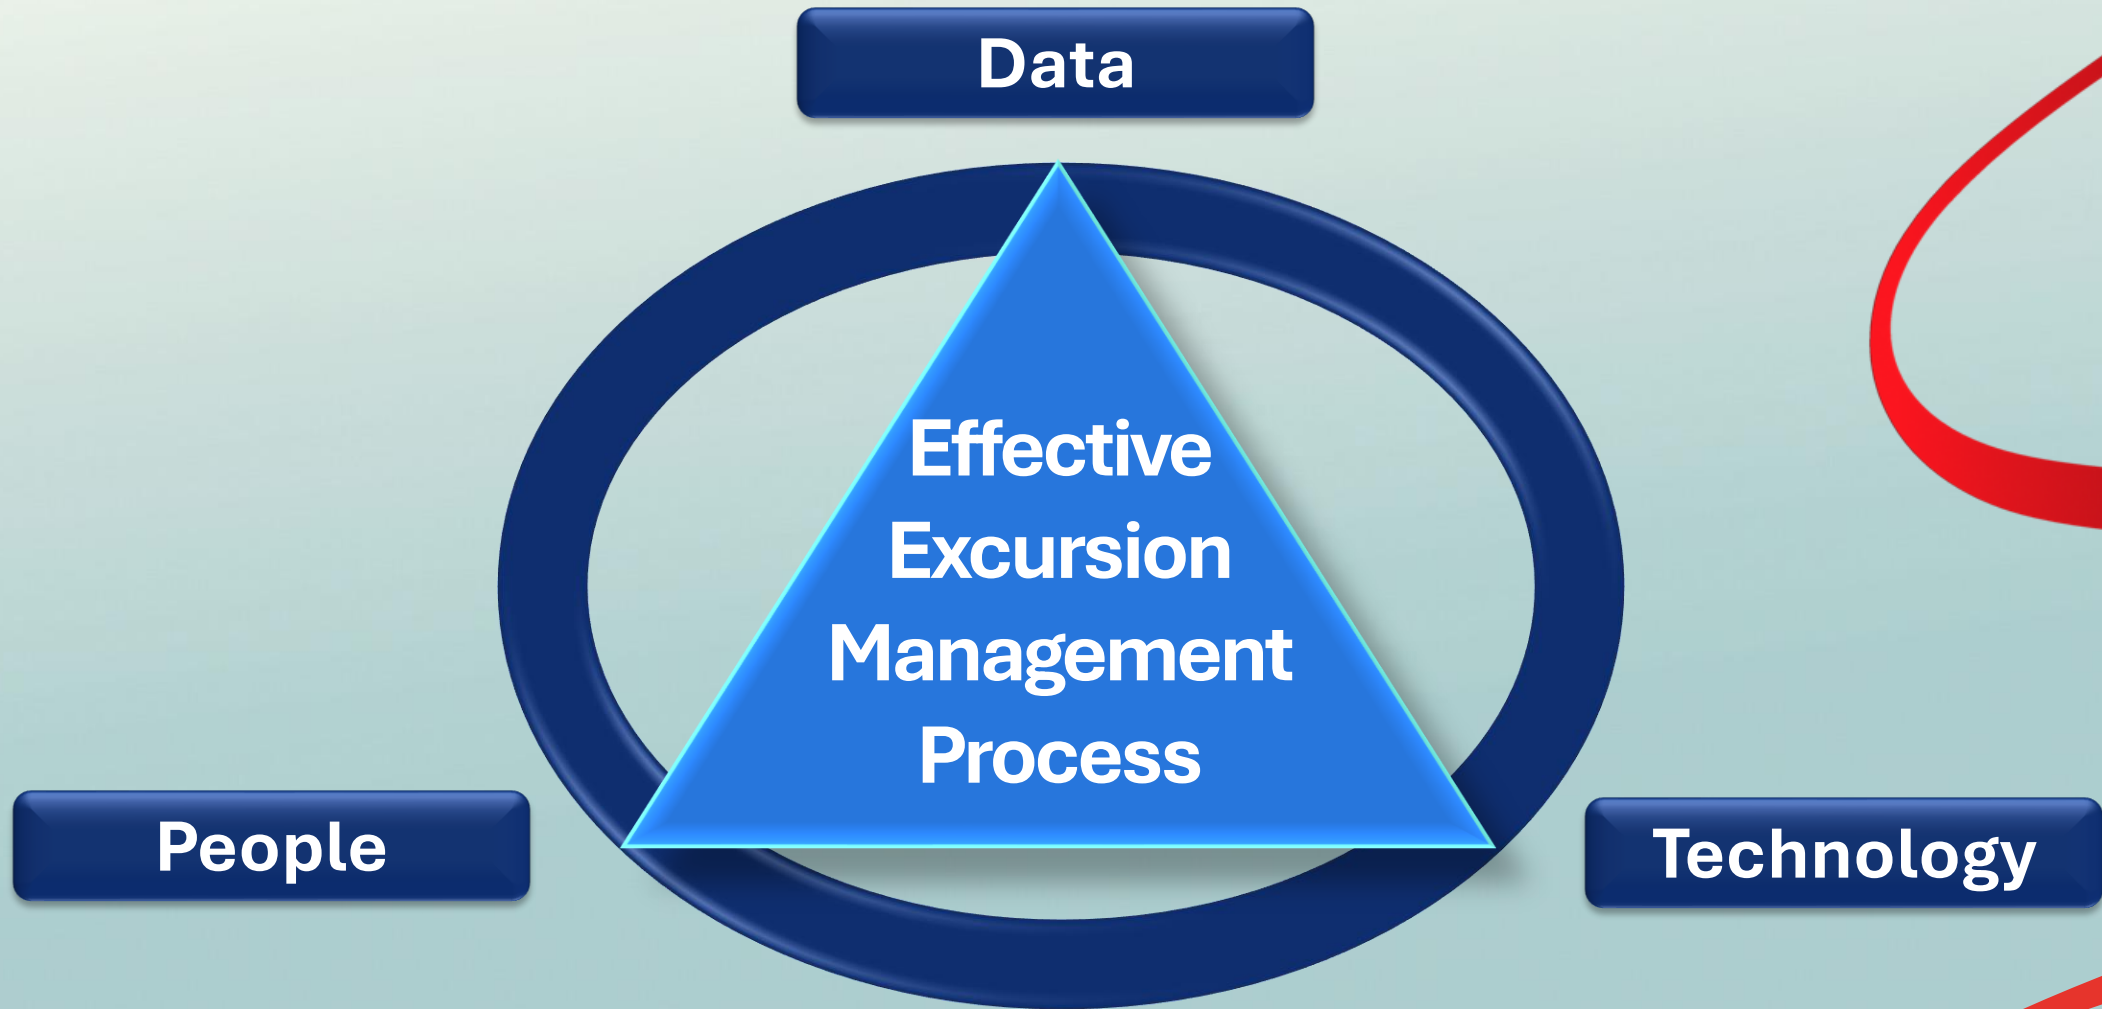 Data
Effective
Excursion
Management
Process
People
Technology